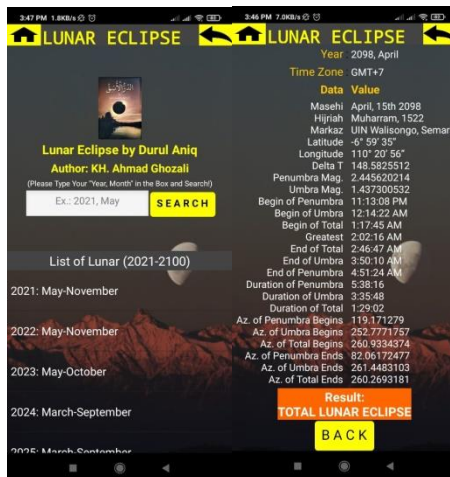 3:47 PM 1.8KB/s
LUNAR ECLIPSE
Lunar Eclipse by Durul Aniq
Author: KH. Ahmad Ghozali
(Please Type Your "Year, Month" in the Box and Search!)
Ex.: 2021, May
SEARCH
List of Lunar (2021-2100)
2021: May-November
2022: May-November
2023: May-October
2024: March-September
2025: March-September
3:46 PM 7.0KB/s
LUNAR ECLIPSE
Year 2098, April
Time Zone GMT+7
Data Value
Masehi April, 15th 2098
Hijriah Muharram, 1522
Markaz UIN Walisongo, Semar
Latitude -6° 59' 35"
Longitude 110° 20' 56"
Delta T 148.5825512
Penumbra Mag. 2.445620214
Umbra Mag. 1.437300532
Begin of Penumbra 11:13:08 PM
Begin of Umbra 12:14:22 AM
Begin of Total 1:17:45 AM
Greatest 2:02:16 AM
End of Total 2:46:47 AM
End of Umbra 3:50:10 AM
End of Penumbra 4:51:24 AM
Duration of Penumbra 5:38:16
Duration of Umbra 3:35:48
Duration of Total 1:29:02
Az. of Penumbra Begins 119.171279
Az. of Umbra Begins 252.7771757
Az. of Total Begins 260.9334374
Az. of Penumbra Ends 82.06172477
Az. of Umbra Ends 261.4483103
Az. of Total Ends 260.2693181
Result:
TOTAL LUNAR ECLIPSE
BACK